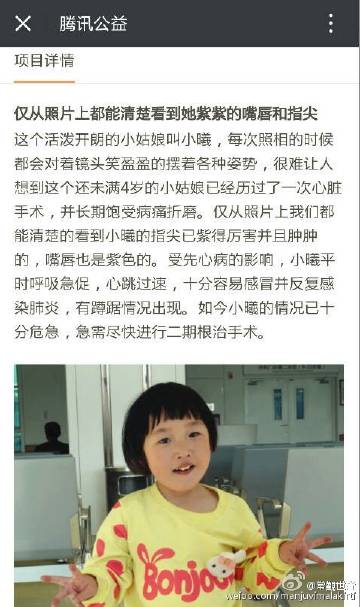 腾讯公益
项目详情
仅从照片上都能清楚看到她紫紫的嘴唇和指尖
这个活泼开朗的小姑娘叫小曦，每次照相的时候
都会对着镜头笑盈盈的摆着各种姿势，很难让人
想到这个还未满4岁的小姑娘已经历过了一次心脏
手术，并长期饱受病痛折磨。仅从照片上我们都
能清楚的看到小曦的指尖已紫得厉害并且肿肿
的，嘴唇也是紫色的。受先心病的影响，小曦平
时呼吸急促，心跳过速，十分容易感冒并反复感
染肺炎，有蹲踞情况出现。如今小曦的情况已十
分危急，急需尽快进行二期根治手术。
Bonjour